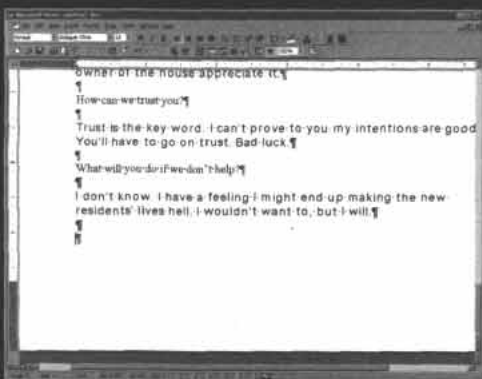 owner of the house appreciate it.
How can we trust you?
Trust is the key word. I can't prove to you my intentions are good
You'll have to go on trust. Bad luck.
What will you do if we don't help?
I don't know. I have a feeling I might end up making the new
residents' lives hell. I wouldn't want to, but I will.